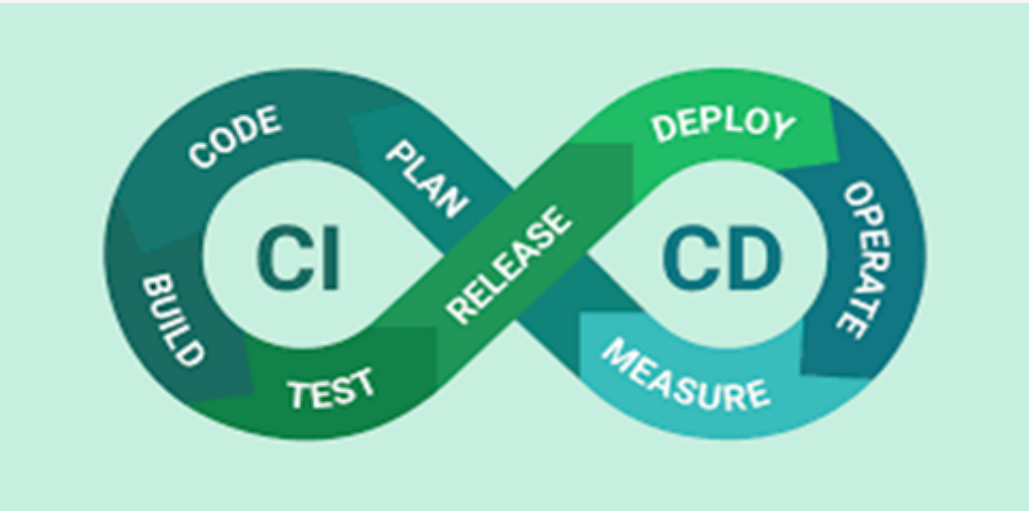 CODE
PLAN
CI
BUILD
TEST
RELEASE
DEPLOY
CD
OPERATE
MEASURE